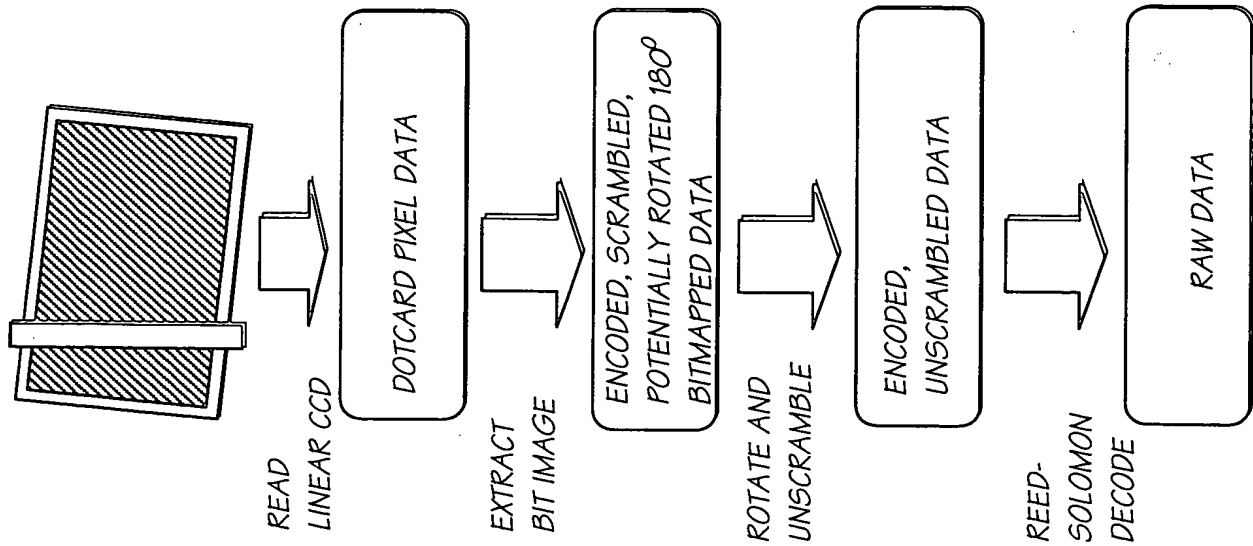 READ
LINEAR CCD
DOTCARD PIXEL DATA
EXTRACT
BIT IMAGE
ENCODED, SCRAMBLED,
POTENTIALLY ROTATED 180°
BITMAPPED DATA
ROTATE AND
UNSCRAMBLE
ENCODED,
UNSCRAMBLED DATA
REED-
SOLOMON
DECODE
RAW DATA